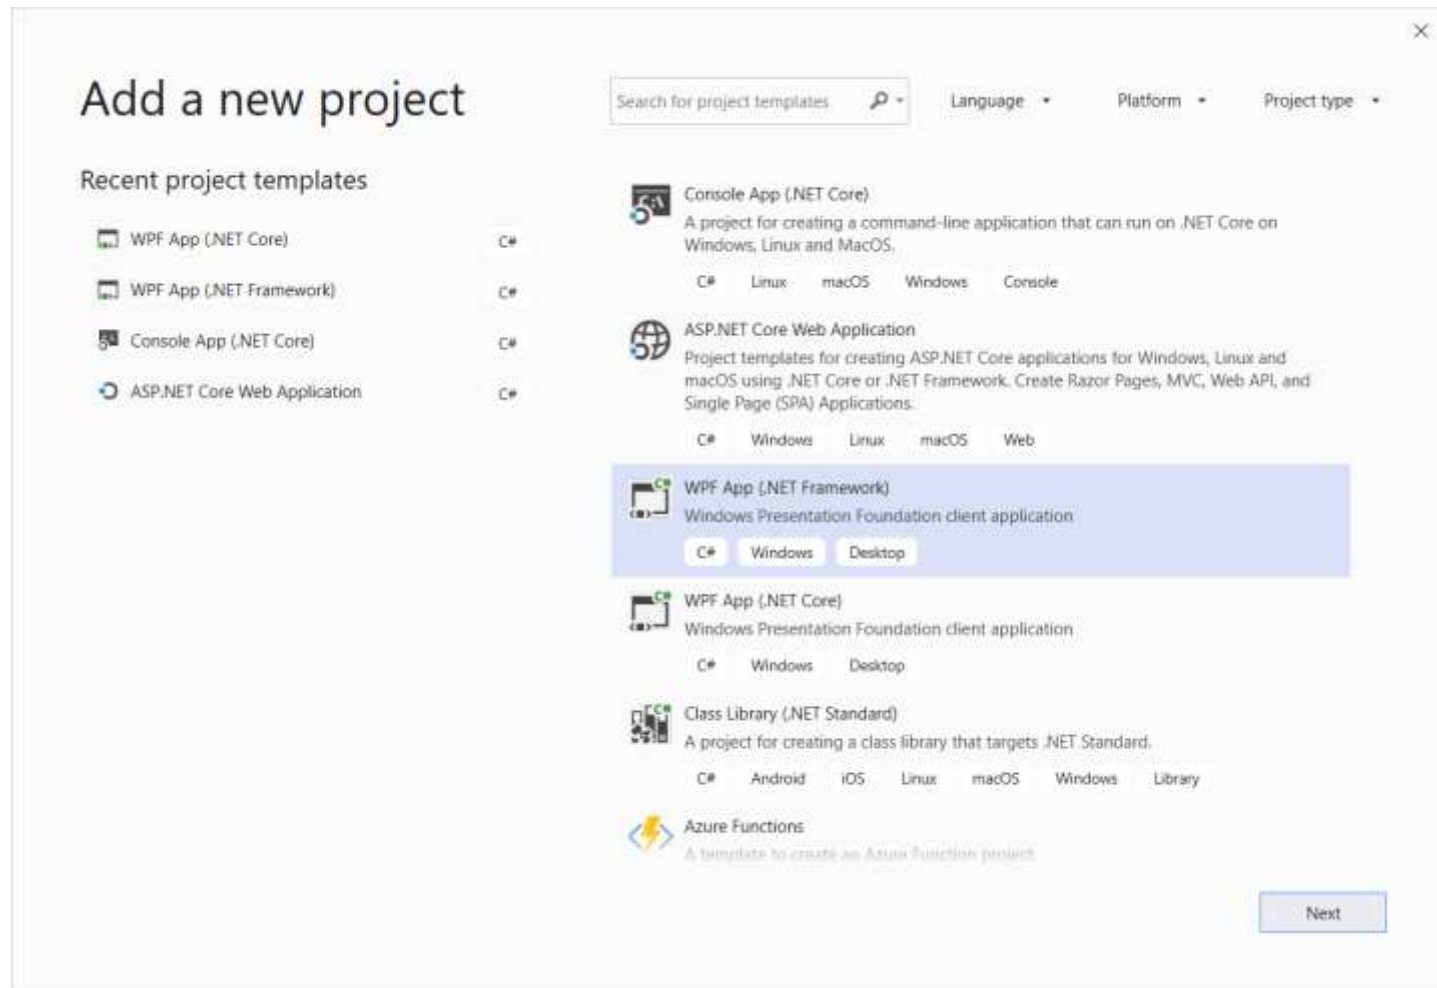 Add a new project
Search for project templates
Language
Platform
Project type
Recent project templates
WPF App (.NET Core) C#
WPF App (.NET Framework) C#
Console App (.NET Core) C#
ASP.NET Core Web Application C#
Console App (.NET Core)
A project for creating a command-line application that can run on .NET Core on
Windows, Linux and MacOS.
C# Linux macOS Windows Console
ASP.NET Core Web Application
Project templates for creating ASP.NET Core applications for Windows, Linux and
macOS using .NET Core or .NET Framework. Create Razor Pages, MVC, Web API, and
Single Page (SPA) Applications.
C# Windows Linux macOS Web
WPF App (.NET Framework)
Windows Presentation Foundation client application
C# Windows Desktop
WPF App (.NET Core)
Windows Presentation Foundation client application
C# Windows Desktop
Class Library (.NET Standard)
A project for creating a class library that targets .NET Standard.
C# Android iOS Linux macOS Windows Library
Azure Functions
A template to create an Azure Function project.
Next